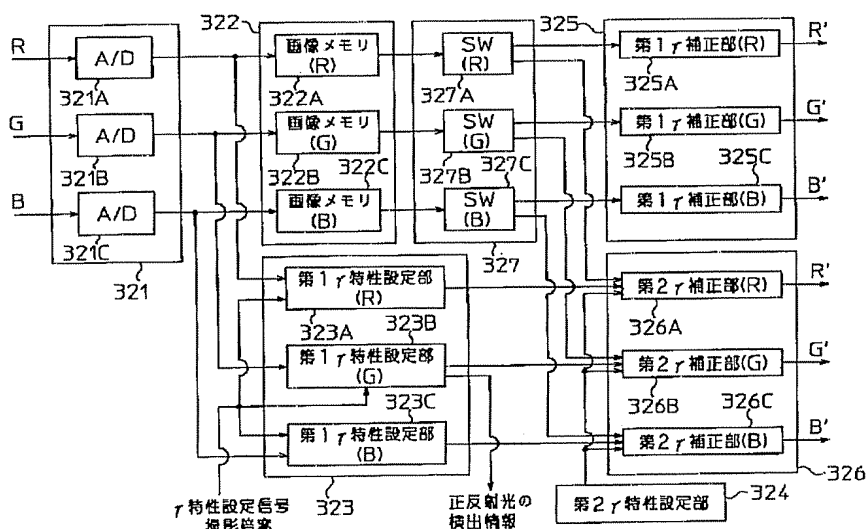 R
A/D
321A
G
A/D
321B
B
A/D
321C
321
322
画像メモリ
(R)
322A
画像メモリ
(G)
322B
322C
画像メモリ
(B)
SW
(R)
327A
SW
(G)
327B
327C
SW
(B)
327
325
第1γ補正部(R)
325A
R'
第1γ補正部(G)
325B
G'
325C
第1γ補正部(B)
B'
第1γ特性設定部
(R)
323A
323B
第1γ特性設定部
(G)
323C
第1γ特性設定部
(B)
323
第2γ補正部(R)
326A
R'
第2γ補正部(G)
326B
G'
326C
第2γ補正部(B)
B'
326
γ特性設定信号
撮影倍率
正反射光の
検出情報
第2γ特性設定部
324